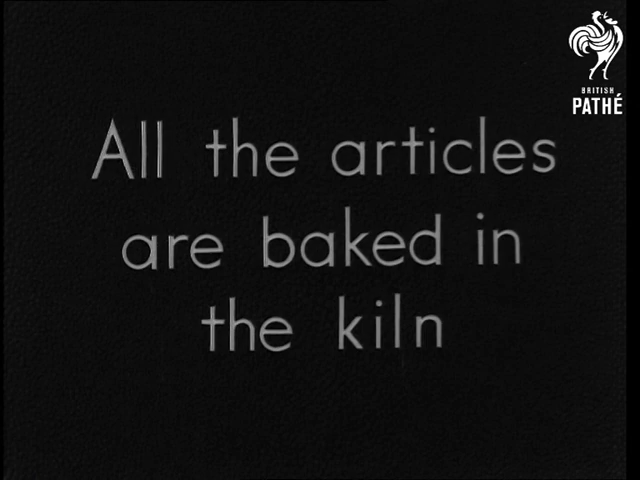 BRITISH
PATHÉ
All the articles
are baked in
the kiln